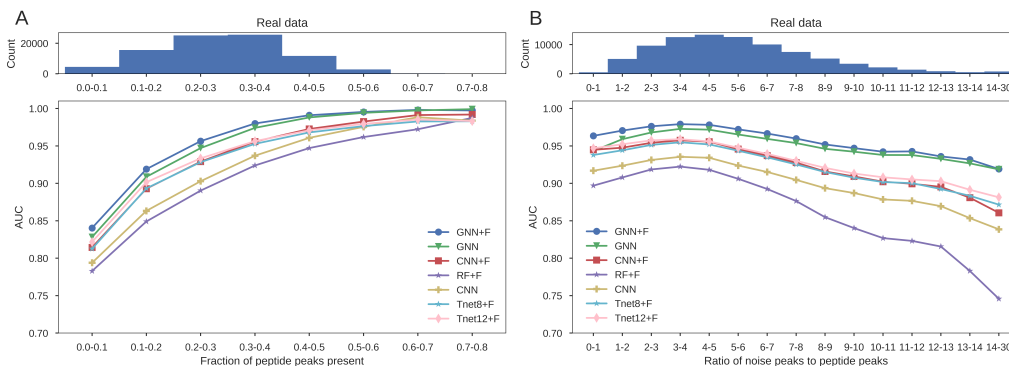 A
Real data
Count
20000
0
0.0-0.1 0.1-0.2 0.2-0.3 0.3-0.4 0.4-0.5 0.5-0.6 0.6-0.7 0.7-0.8
AUC
1.00
0.95
0.90
0.85
0.80
0.75
0.70
GNN+F
GNN
CNN+F
RF+F
CNN
Tnet8+F
Tnet12+F
0.0-0.1 0.1-0.2 0.2-0.3 0.3-0.4 0.4-0.5 0.5-0.6 0.6-0.7 0.7-0.8
Fraction of peptide peaks present
B
Real data
Count
10000
0
0-1 1-2 2-3 3-4 4-5 5-6 6-7 7-8 8-9 9-10 10-11 11-12 12-13 13-14 14-30
AUC
1.00
0.95
0.90
0.85
0.80
0.75
0.70
GNN+F
GNN
CNN+F
RF+F
CNN
Tnet8+F
Tnet12+F
0-1 1-2 2-3 3-4 4-5 5-6 6-7 7-8 8-9 9-10 10-11 11-12 12-13 13-14 14-30
Ratio of noise peaks to peptide peaks